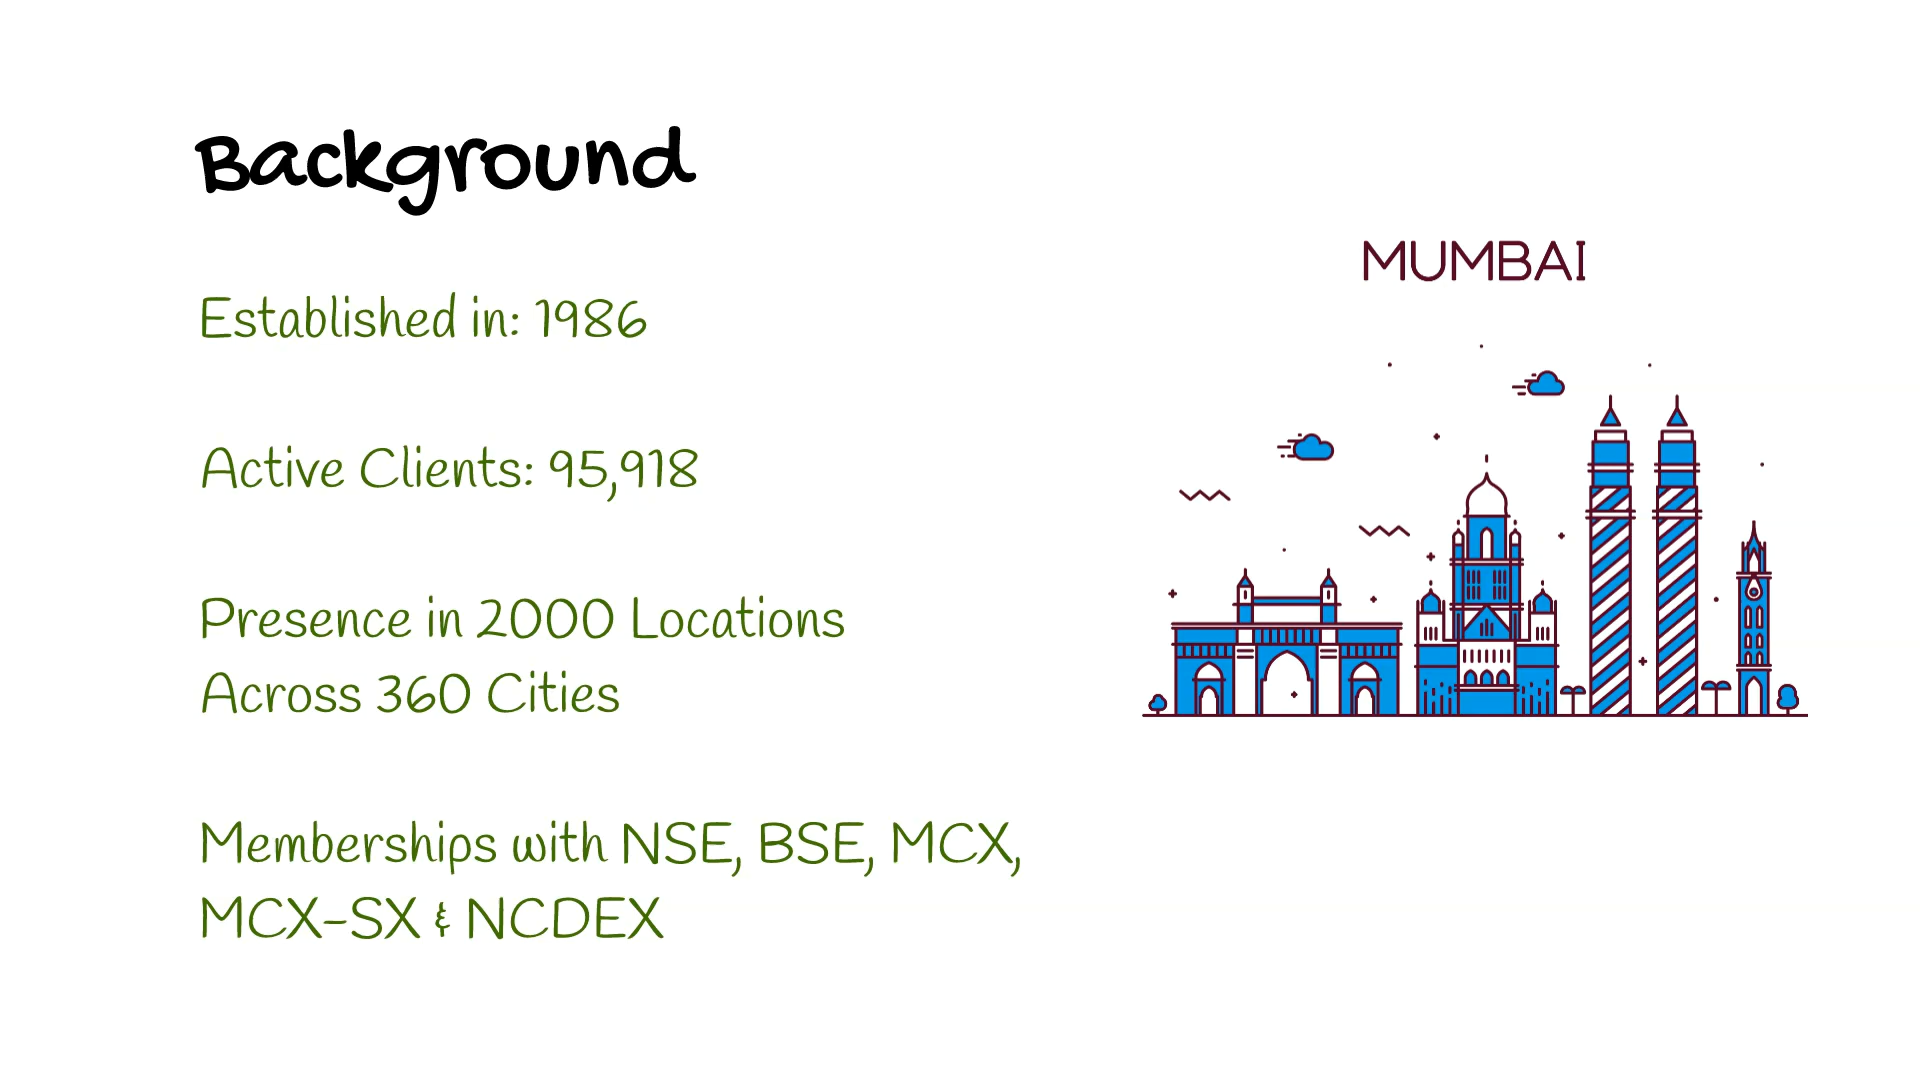 Background
MUMBAI
Established in: 1986
Active Clients: 95,918
Presence in 2000 Locations
Across 360 Cities
Memberships with NSE, BSE, MCX,
MCX-SX & NCDEX